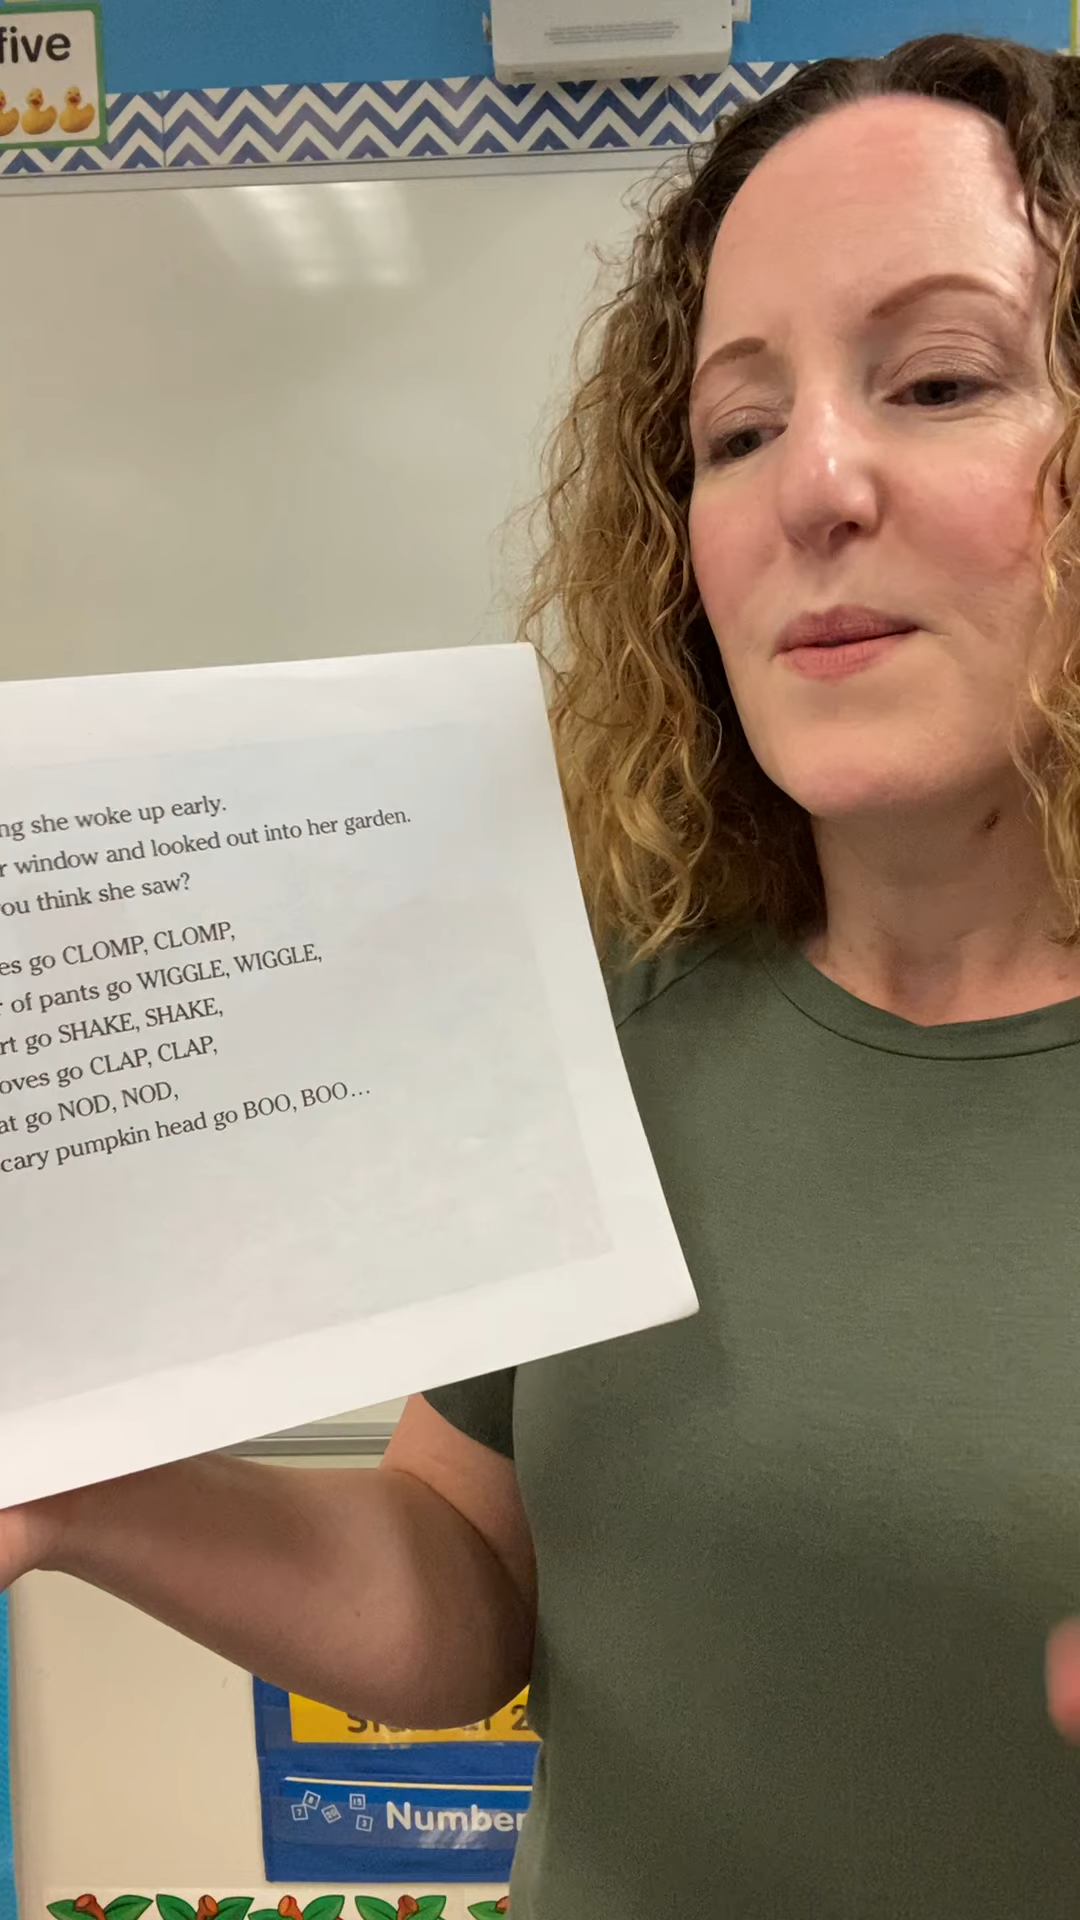 five
ng she woke up early.
r window and looked out into her garden.
ou think she saw?
es go CLOMP, CLOMP,
r of pants go WIGGLE, WIGGLE,
rt go SHAKE, SHAKE,
oves go CLAP, CLAP,
at go NOD, NOD,
cary pumpkin head go BOO, BOO...
Number